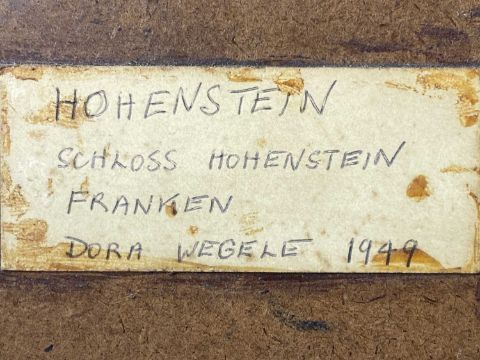 HOHENSTEIN
SCHLOSS HOHENSTEIN
FRANKEN
DORA WEGELE 1949